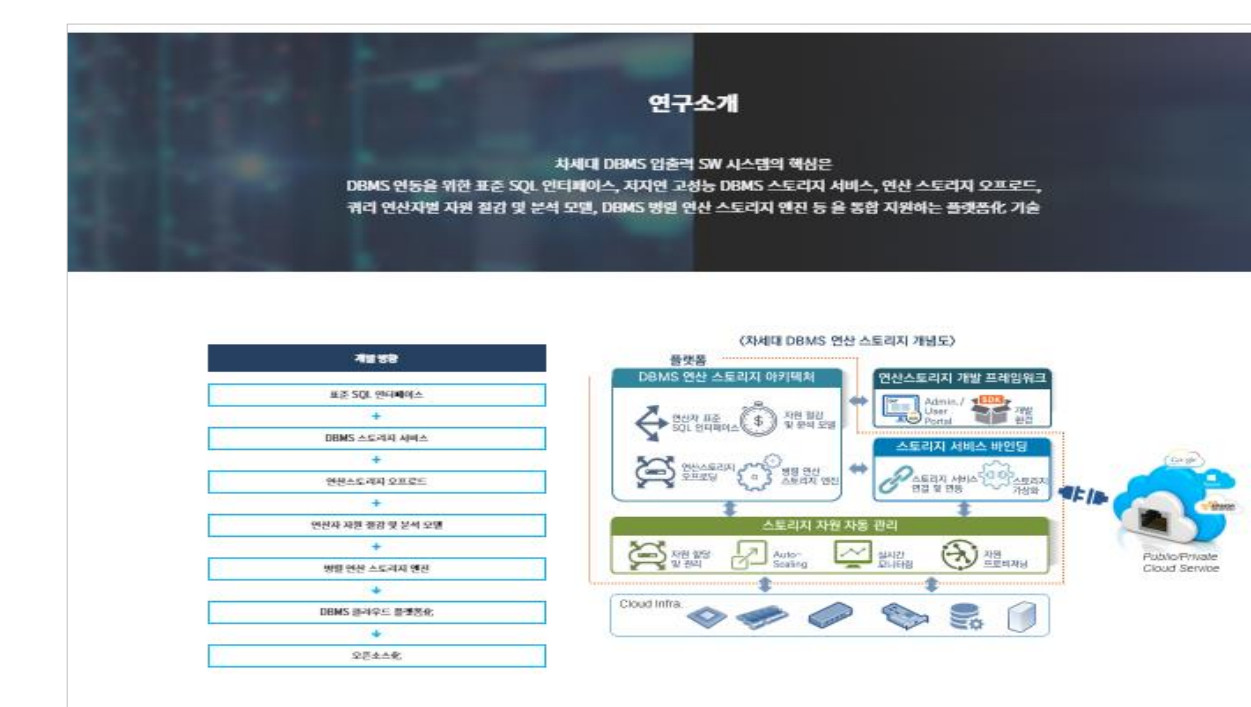 연구소개
차세대 DBMS 입출력 SW 시스템의 핵심은
DBMS 연동을 위한 표준 SQL 인터페이스, 저지연 고성능 DBMS 스토리지 서비스, 연산 스토리지 오프로드,
쿼리 연산자별 자원 절감 및 분석 모델, DBMS 병렬 연산 스토리지 엔진 등 을 통합 지원하는 플랫폼化 기술
개발 방향
표준 SQL 인터페이스
+
DBMS 스토리지 서비스
+
연산스토리지 오프로드
+
연산자 자원 절감 및 분석 모델
+
병렬 연산 스토리지 엔진
DBMS 클라우드 플랫폼化
오픈소스化
<차세대 DBMS 연산 스토리지 개념도>
플랫폼
DBMS 연산 스토리지 아키텍처
연산자 표준
SQL 인터페이스
자원 절감
및 분석 모델
연산스토리지
오프로딩
병렬 연산
스토리지 엔진
연산스토리지 개발 프레임워크
Admin./
User
Portal
SDK
개발
환경
스토리지 서비스 바인딩
스토리지 서비스
연결 및 연동
스토리지
가상화
스토리지 자원 자동 관리
자원 할당
및 관리
Auto-
Scaling
실시간
모니터링
자원
프로비저닝
Cloud Infra.
Google
amazon
Public/Private
Cloud Service